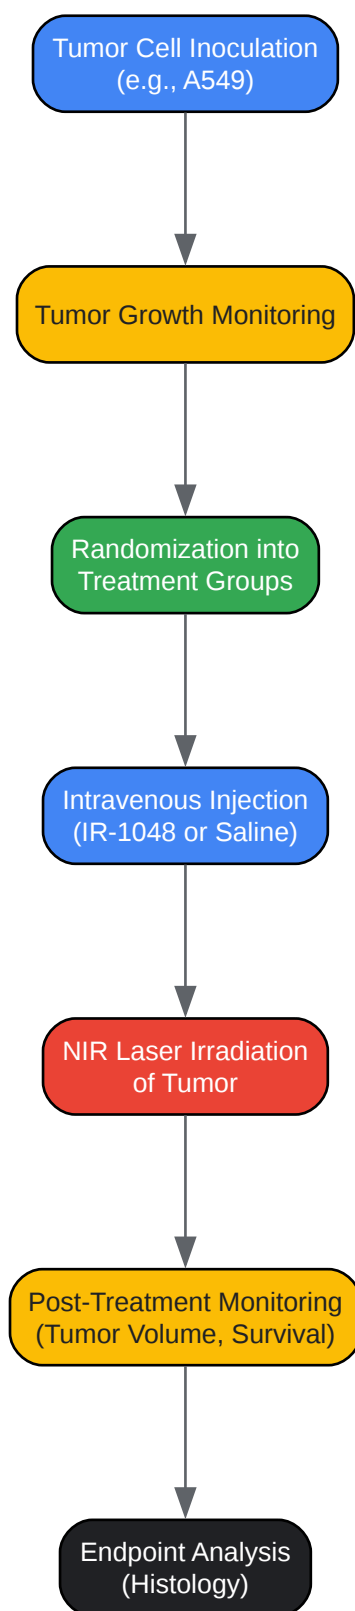 Tumor Cell Inoculation
(e.g., A549)
Tumor Growth Monitoring
Randomization into
Treatment Groups
Intravenous Injection
(IR-1048 or Saline)
NIR Laser Irradiation
of Tumor
Post-Treatment Monitoring
(Tumor Volume, Survival)
Endpoint Analysis
(Histology)